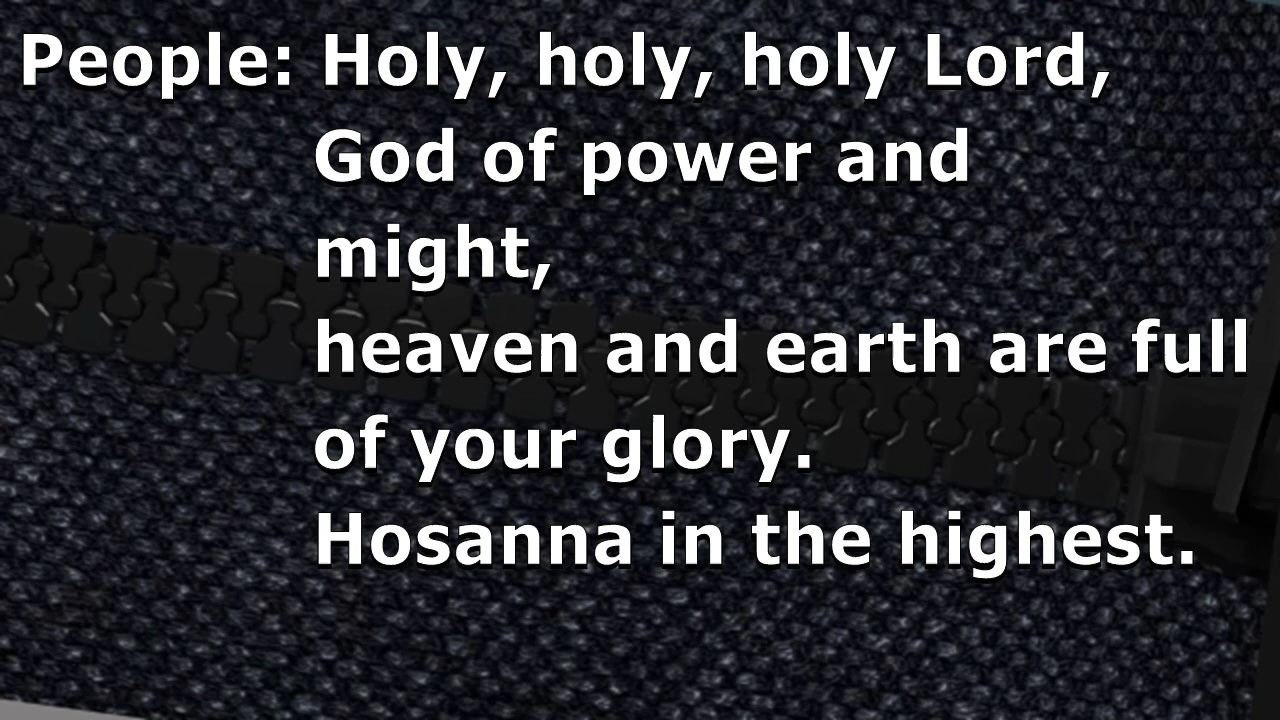 People: Holy, holy, holy Lord,
God of power and
might,
heaven and earth are full
of your glory.
Hosanna in the highest.